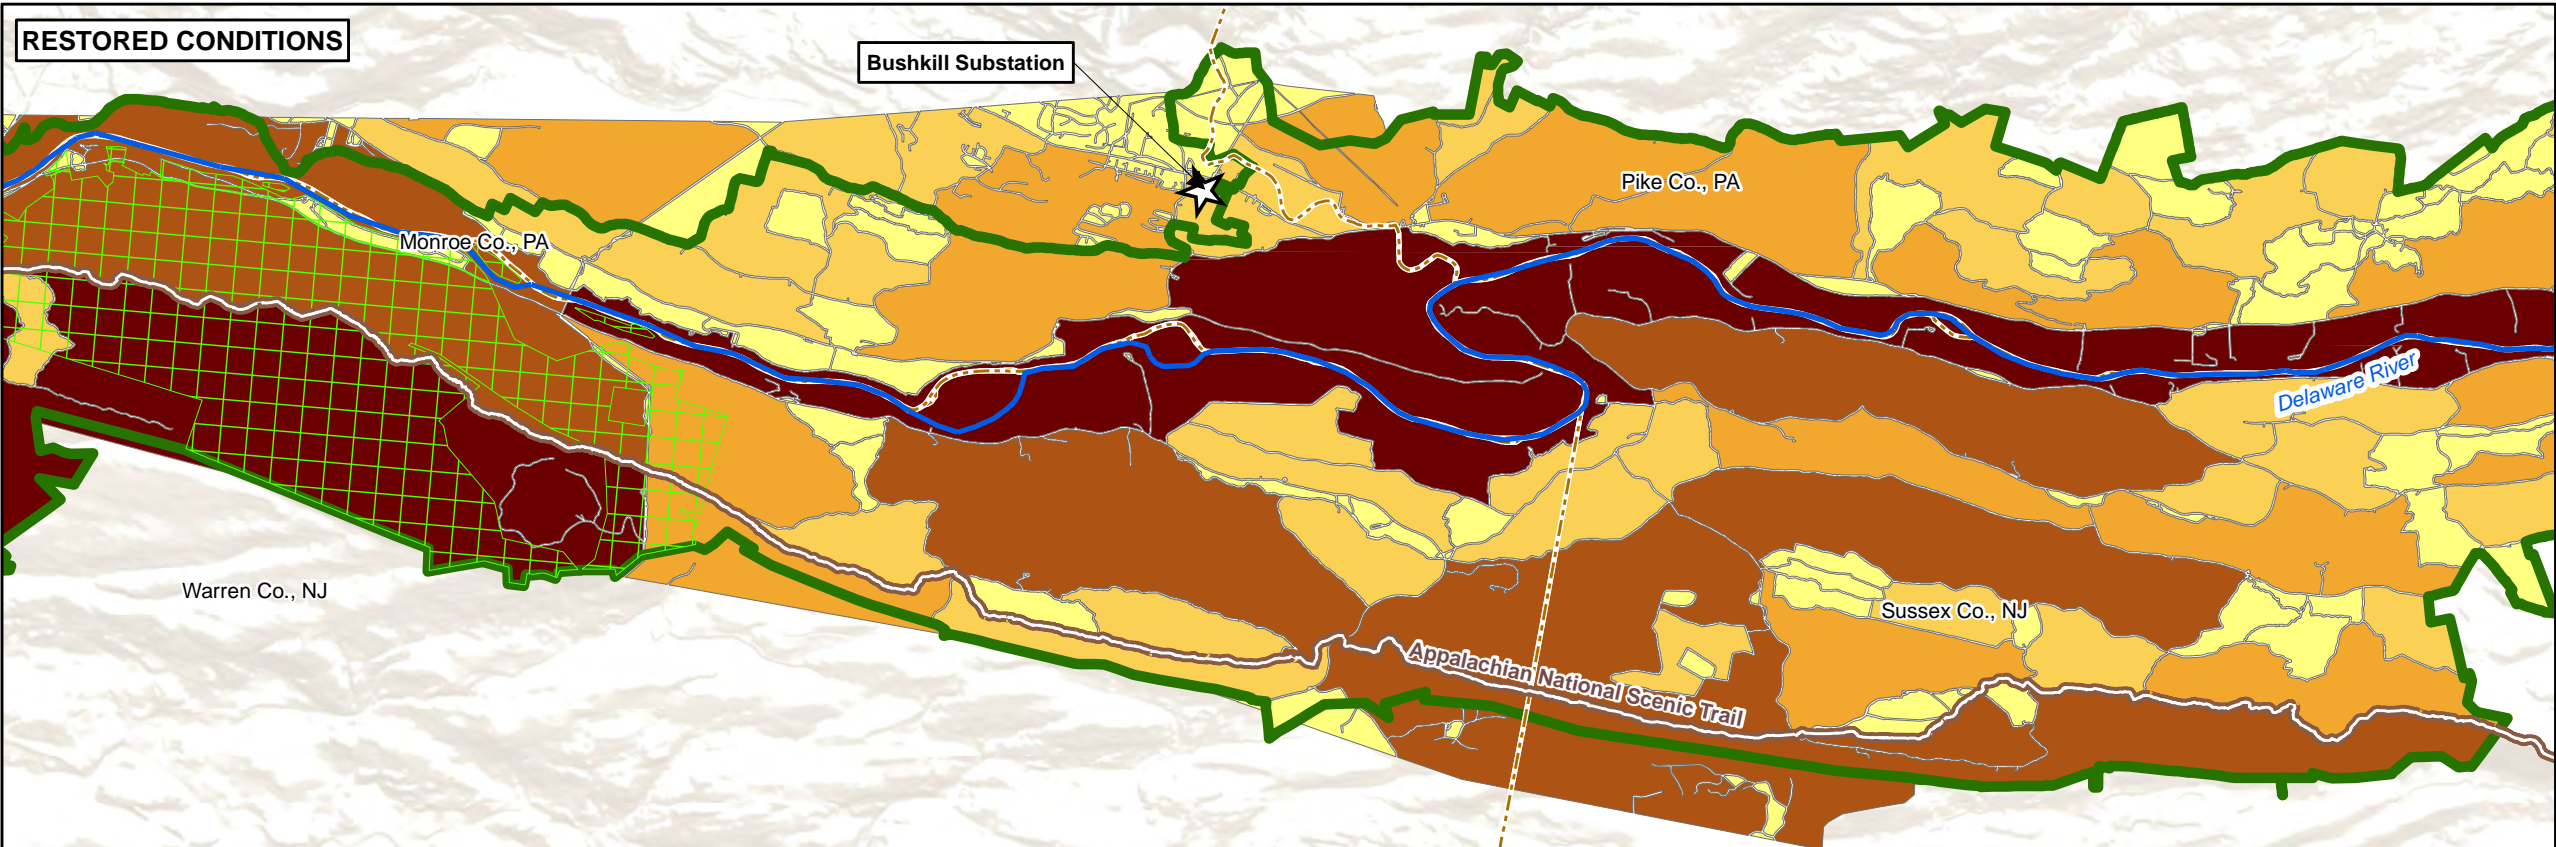 RESTORED CONDITIONS
Bushkill Substation
Pike Co., PA
Monroe Co., PA
Delaware River
Warren Co., NJ
Sussex Co., NJ
Appalachian National Scenic Trail